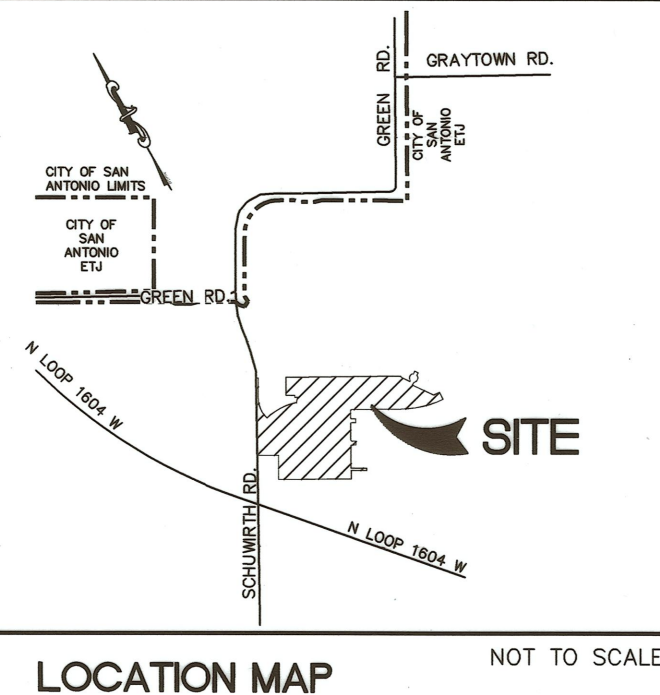 GRAYTOWN RD.
GREEN RD.
CITY OF
SAN
ANTONIO
ETJ
CITY OF SAN
ANTONIO LIMITS
CITY OF
SAN
ANTONIO
ETJ
GREEN RD.
N LOOP 1604 W
SITE
SCHUWIRTH RD.
N LOOP 1604 W
NOT TO SCALE
LOCATION MAP